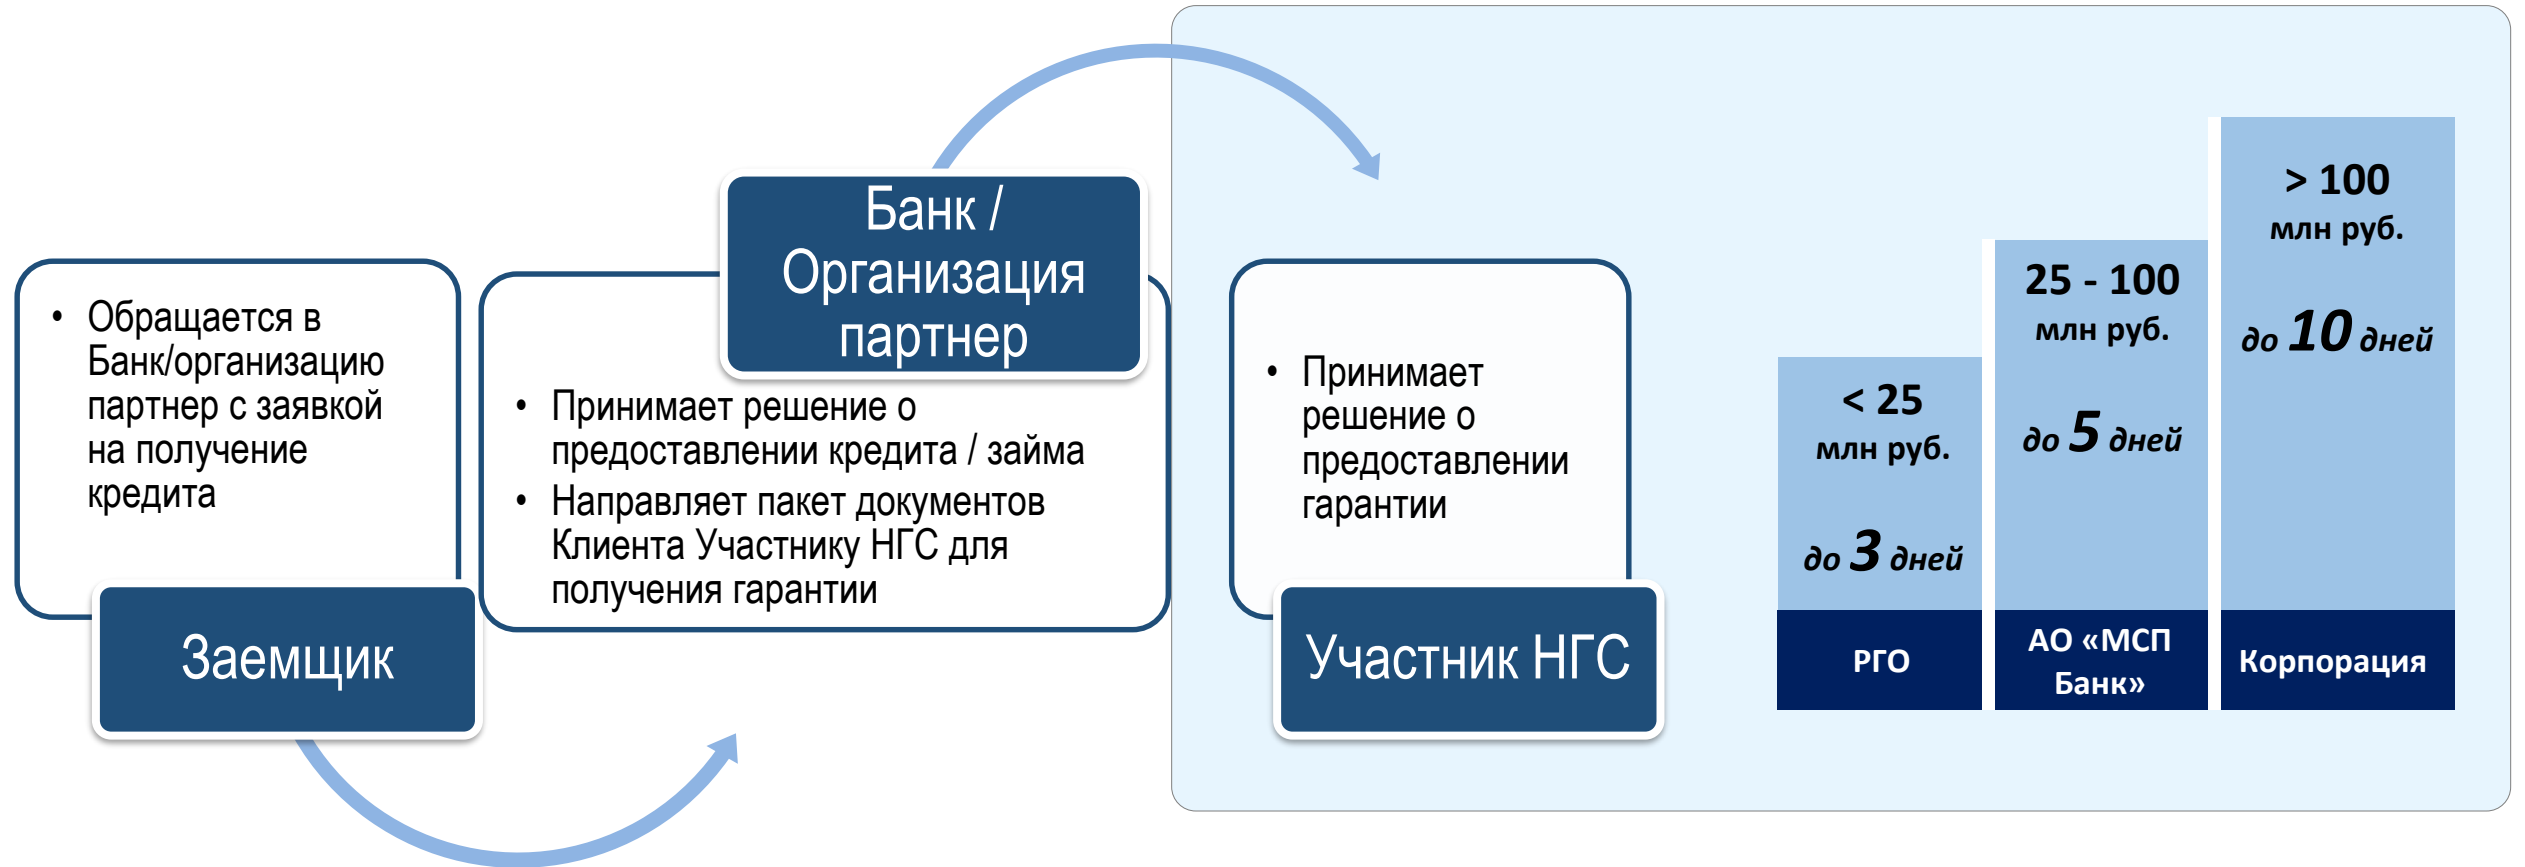 • Обращается в
Банк/организацию
партнер с заявкой
на получение
кредита
Заемщик
Банк /
Организация
партнер
• Принимает решение о
предоставлении кредита / займа
• Направляет пакет документов
Клиента Участнику НГС для
получения гарантии
• Принимает
решение о
предоставлении
гарантии
Участник НГС
< 25
млн руб.
до 3 дней
РГО
25 - 100
млн руб.
до 5 дней
АО «МСП
Банк»
> 100
млн руб.
до 10 дней
Корпорация